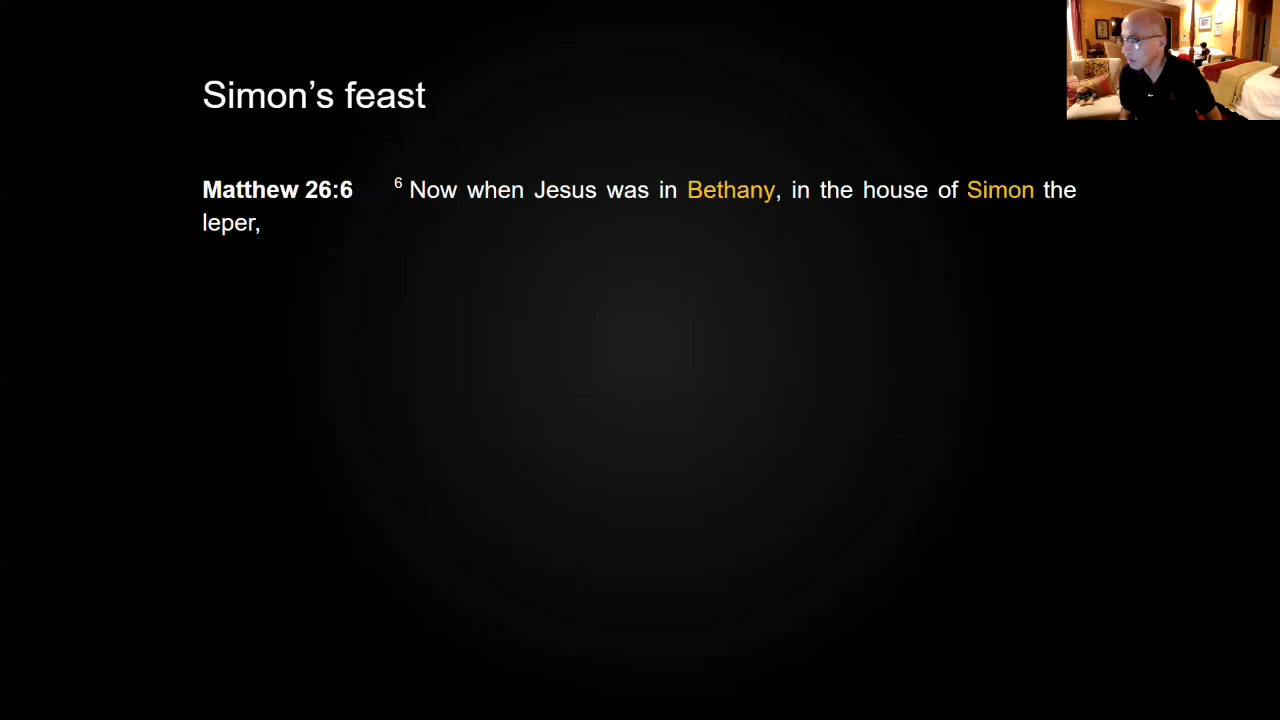 Simon’s feast
Matthew 26:6 6 Now when Jesus was in Bethany, in the house of Simon the
leper,